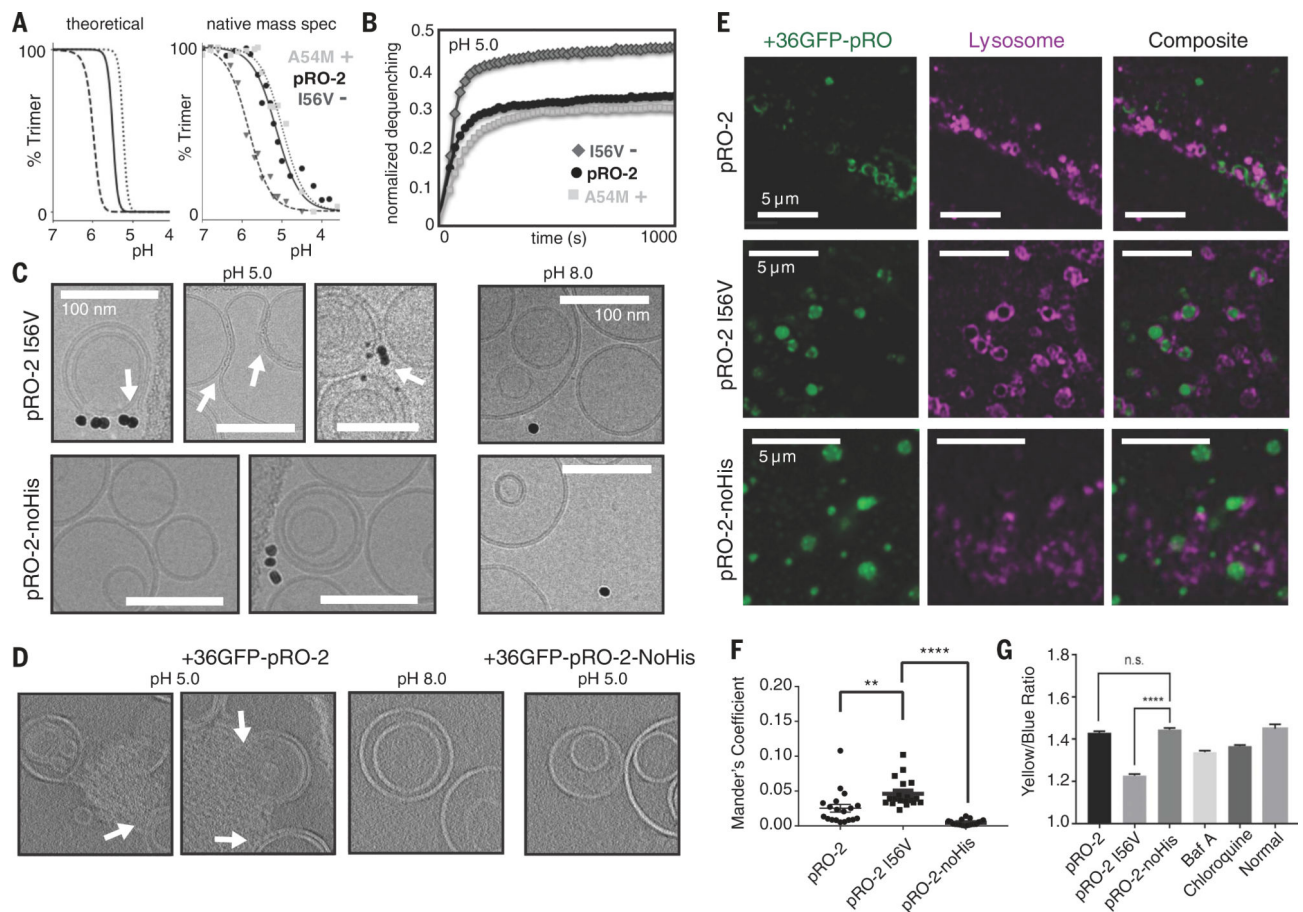 A
theoretical
native mass spec
100
% Trimer
0
7 6 5 4
pH
100
% Trimer
0
7 6 5 4
pH
A54M +
pRO-2
I56V -
B
0.5
0.4
0.3
0.2
0.1
0
normalized dequenching
pH 5.0
I56V -
pRO-2
A54M +
0 time (s) 1000
C
pH 5.0
pH 8.0
pRO-2 I56V
100 nm
100 nm
pRO-2-noHis
D
+36GFP-pRO-2
+36GFP-pRO-2-NoHis
pH 5.0
pH 8.0
pH 5.0
E
+36GFP-pRO
Lysosome
Composite
pRO-2
5 µm
pRO-2 I56V
5 µm
pRO-2-noHis
5 µm
F
Mander's Coefficient
0.20
0.15
0.10
0.05
0.00
**
****
pRO-2
pRO-2 I56V
pRO-2-noHis
G
Yellow/Blue Ratio
1.8
1.6
1.4
1.2
1.0
n.s.
****
pRO-2
pRO-2 I56V
pRO-2-noHis
Baf A
Chloroquine
Normal